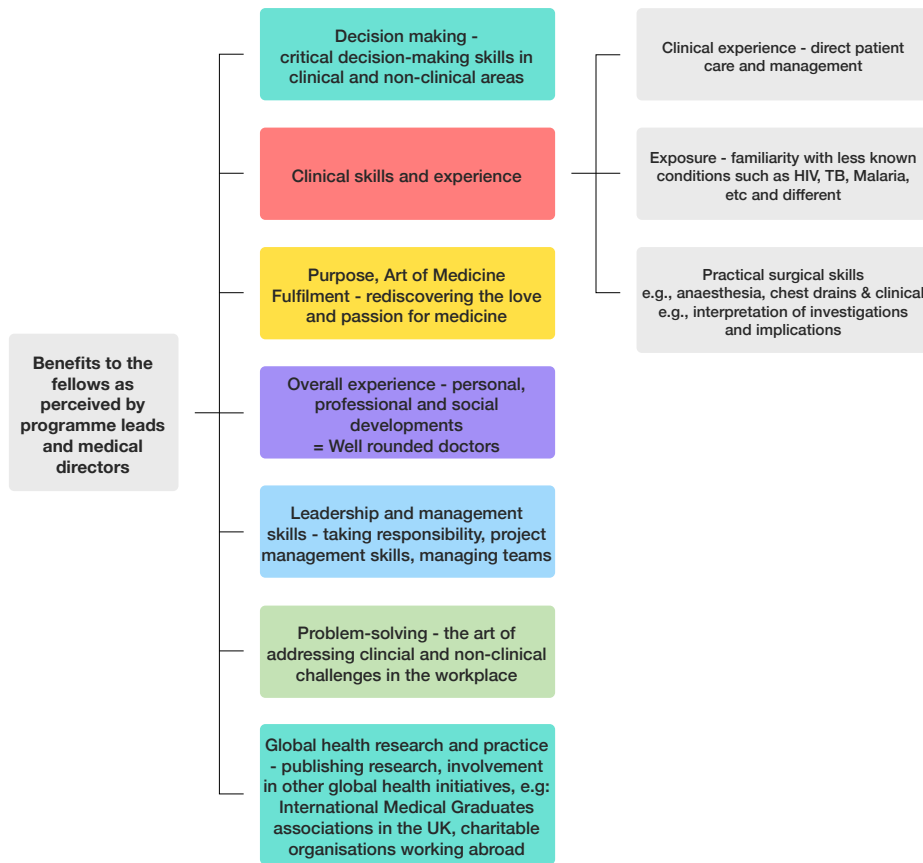 Benefits to the
fellows as
perceived by
programme leads
and medical
directors
Decision making -
critical decision-making skills in
clinical and non-clinical areas
Clinical skills and experience
Clinical experience - direct patient
care and management
Exposure - familiarity with less known
conditions such as HIV, TB, Malaria,
etc and different
Practical surgical skills
e.g., anaesthesia, chest drains & clinical
e.g., interpretation of investigations
and implications
Purpose, Art of Medicine
Fulfilment - rediscovering the love
and passion for medicine
Overall experience - personal,
professional and social
developments
= Well rounded doctors
Leadership and management
skills - taking responsibility, project
management skills, managing teams
Problem-solving - the art of
addressing clincial and non-clinical
challenges in the workplace
Global health research and practice
- publishing research, involvement
in other global health initiatives, e.g:
International Medical Graduates
associations in the UK, charitable
organisations working abroad